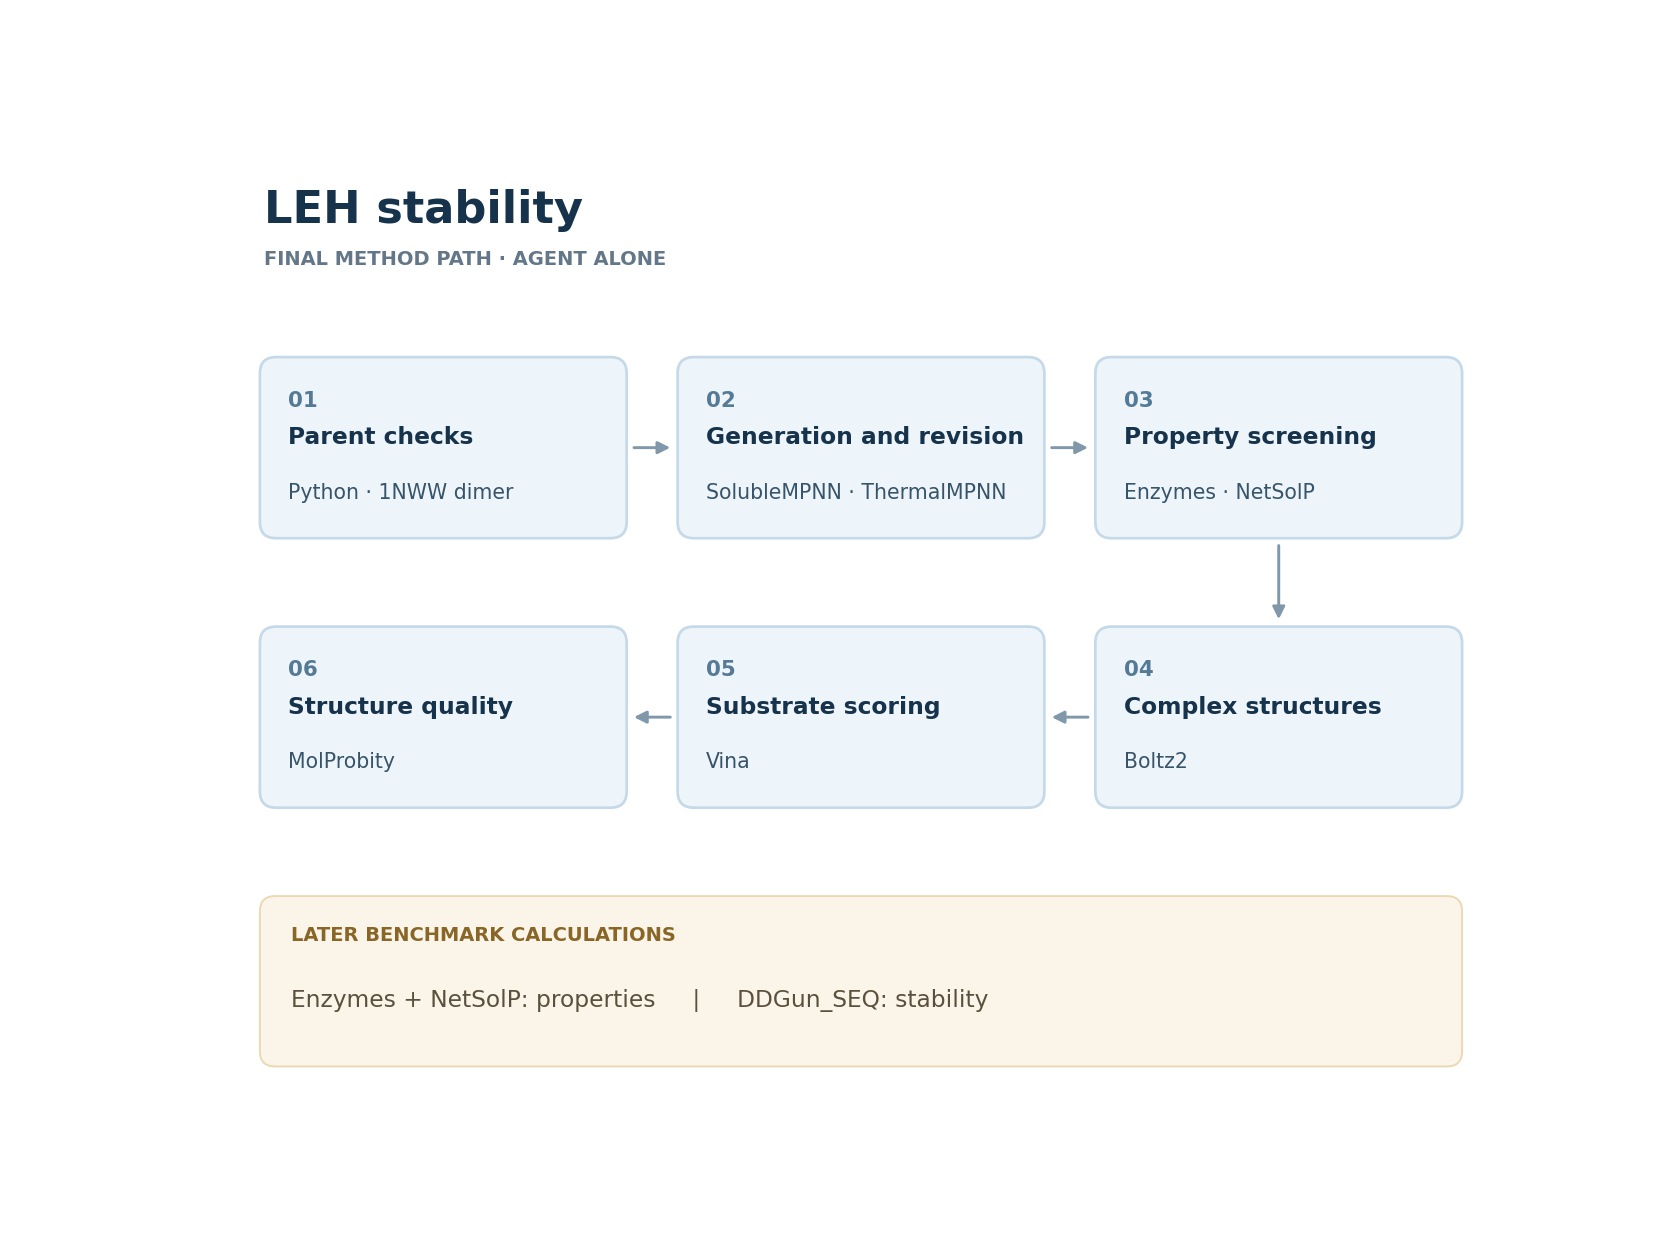 LEH stability
FINAL METHOD PATH · AGENT ALONE
01
Parent checks
Python · 1NWW dimer
02
Generation and revision
SolubleMPNN · ThermalMPNN
03
Property screening
Enzymes · NetSolP
04
Complex structures
Boltz2
05
Substrate scoring
Vina
06
Structure quality
MolProbity
LATER BENCHMARK CALCULATIONS
Enzymes + NetSolP: properties | DDGun_SEQ: stability